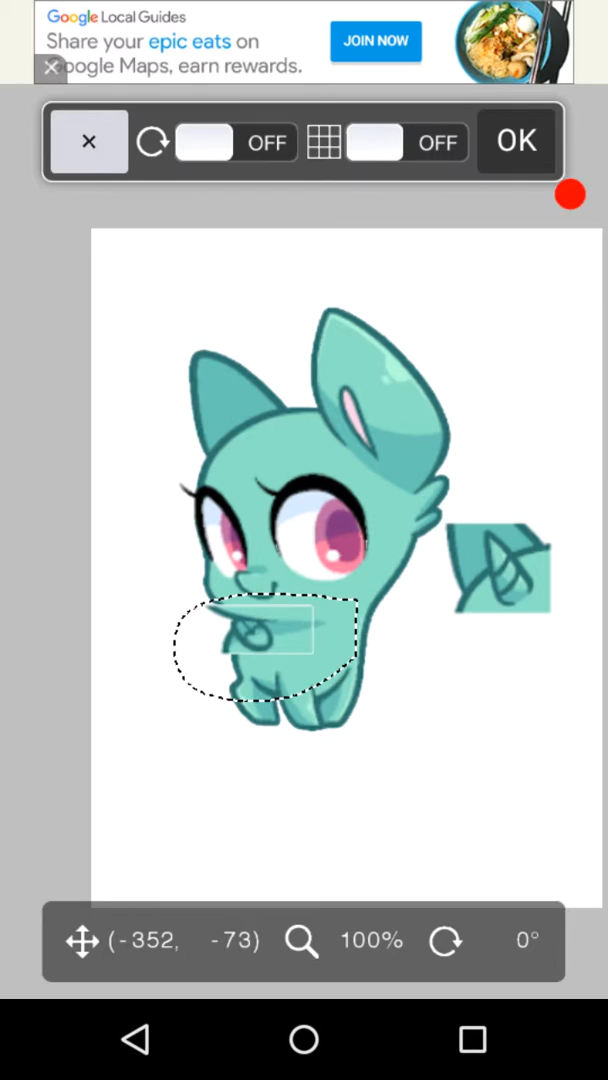 Google Local Guides
Share your epic eats on
oogle Maps, earn rewards.
JOIN NOW
OFF
OFF
OK
(-352, -73)
100%
0°